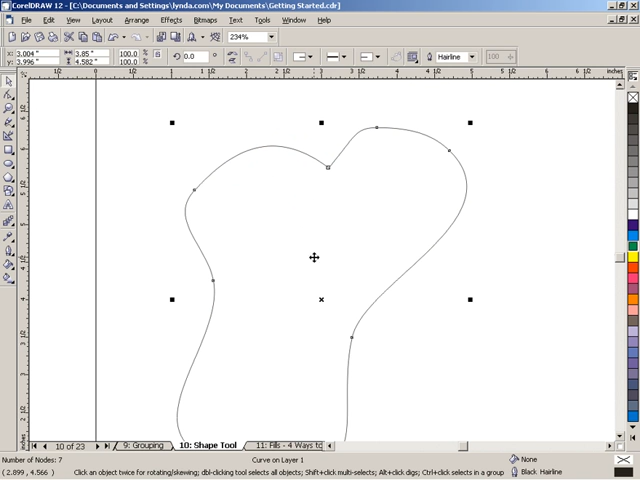 CorelDRAW 12 - [C:\Documents and Settings\lynda.com\My Documents\Getting Started.cdr]
File Edit View Layout Arrange Effects Bitmaps Text Tools Window Help
234%
x: 3.004 " 3.85 " 100.0 % 0.0 ° Hairline 100
y: 3.996 " 4.582 " 100.0 %
inches
inches
10 of 23 9: Grouping 10: Shape Tool 11: Fills - 4 Ways to
Number of Nodes: 7 Curve on Layer 1 None
( 2.899 , 4.566 ) Click an object twice for rotating/skewing; dbl-clicking tool selects all objects; Shift+click multi-selects; Alt+click digs; Ctrl+click selects in a group Black Hairline